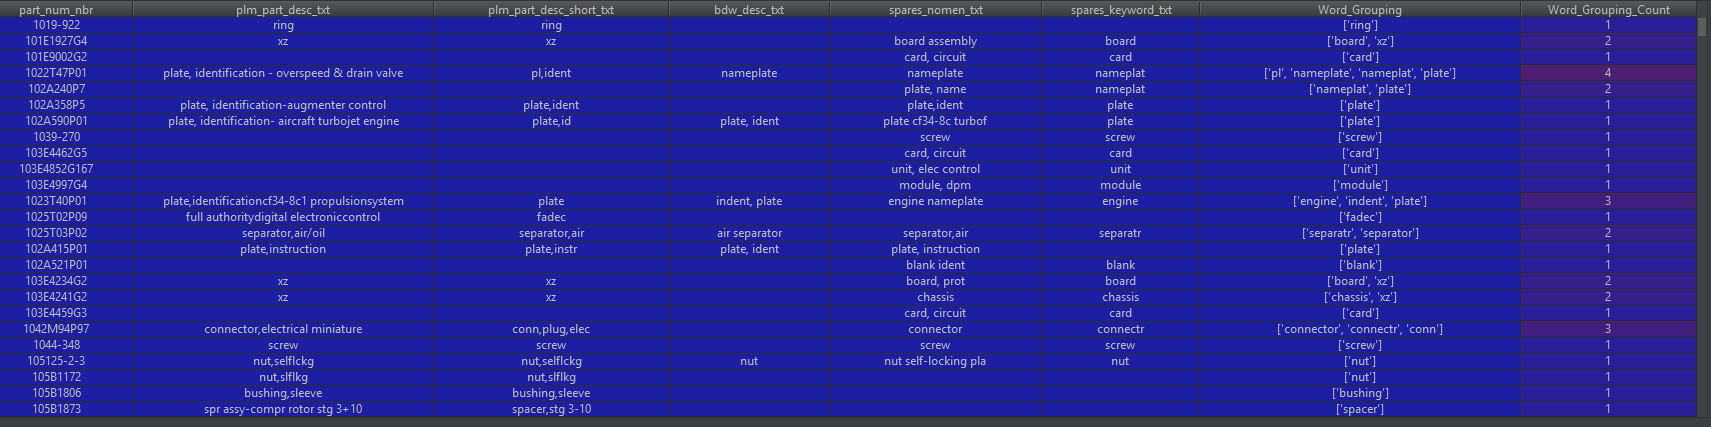 part_num_nbr plm_part_desc_txt plm_part_desc_short_txt bdw_desc_txt spares_nomen_txt spares_keyword_txt Word_Grouping Word_Grouping_Count
1019-922 ring ring ['ring'] 1
101E1927G4 xz xz board assembly board ['board', 'xz'] 2
101E9002G2 card, circuit card ['card'] 1
1022T47P01 plate, identification - overspeed & drain valve pl,ident nameplate nameplate nameplat ['pl', 'nameplate', 'nameplat', 'plate'] 4
102A240P7 plate, name nameplat ['nameplat', 'plate'] 2
102A358P5 plate, identification-augmenter control plate,ident plate,ident plate ['plate'] 1
102A590P01 plate, identification- aircraft turbojet engine plate,id plate, ident plate cf34-8c turbof plate ['plate'] 1
1039-270 screw screw ['screw'] 1
103E4462G5 card, circuit card ['card'] 1
103E4852G167 unit, elec control unit ['unit'] 1
103E4997G4 module, dpm module ['module'] 1
1023T40P01 plate,identificationcf34-8c1 propulsionsystem plate indent, plate engine nameplate engine ['engine', 'indent', 'plate'] 3
1025T02P09 full authoritydigital electroniccontrol fadec ['fadec'] 1
1025T03P02 separator,air/oil separator,air air separator separator,air separatr ['separatr', 'separator'] 2
102A415P01 plate,instruction plate,instr plate, ident plate, instruction ['plate'] 1
102A521P01 blank ident blank ['blank'] 1
103E4234G2 xz xz board, prot board ['board', 'xz'] 2
103E4241G2 xz xz chassis chassis ['chassis', 'xz'] 2
103E4459G3 card, circuit card ['card'] 1
1042M94P97 connector,electrical miniature conn,plug,elec connector connectr ['connector', 'connectr', 'conn'] 3
1044-348 screw screw screw screw ['screw'] 1
105125-2-3 nut,selflckg nut,selflckg nut nut self-locking pla nut ['nut'] 1
105B1172 nut,slflkg nut,slflkg ['nut'] 1
105B1806 bushing,sleeve bushing,sleeve ['bushing'] 1
105B1873 spr assy-compr rotor stg 3+10 spacer,stg 3-10 ['spacer'] 1